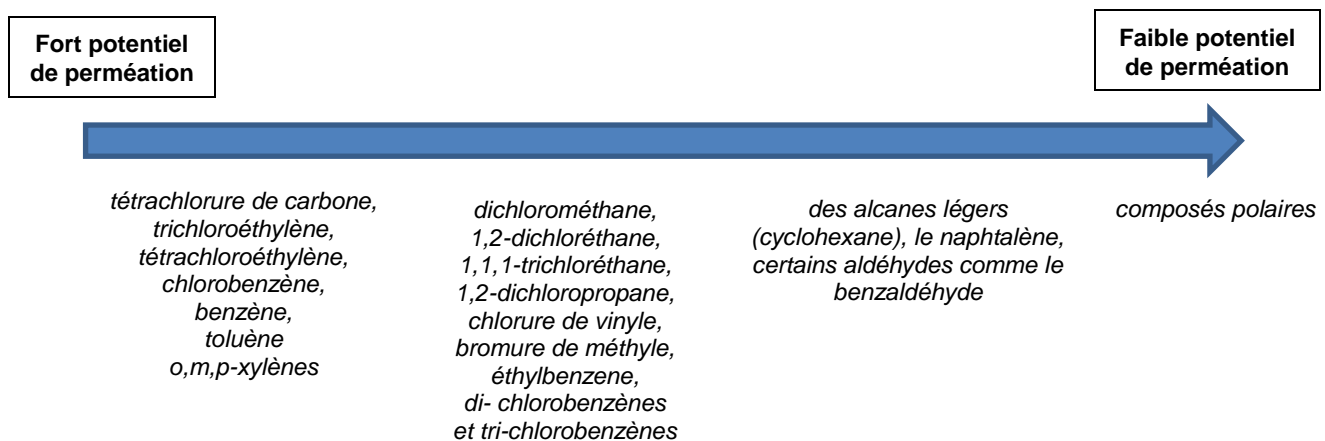 Fort potentiel
de perméation
Faible potentiel
de perméation
tétrachlorure de carbone,
trichloroéthylène,
tétrachloroéthylène,
chlorobenzène,
benzène,
toluène
o,m,p-xylènes
dichlorométhane,
1,2-dichloréthane,
1,1,1-trichloréthane,
1,2-dichloropropane,
chlorure de vinyle,
bromure de méthyle,
éthylbenzene,
di- chlorobenzènes
et tri-chlorobenzènes
des alcanes légers
(cyclohexane), le naphtalène,
certains aldéhydes comme le
benzaldéhyde
composés polaires